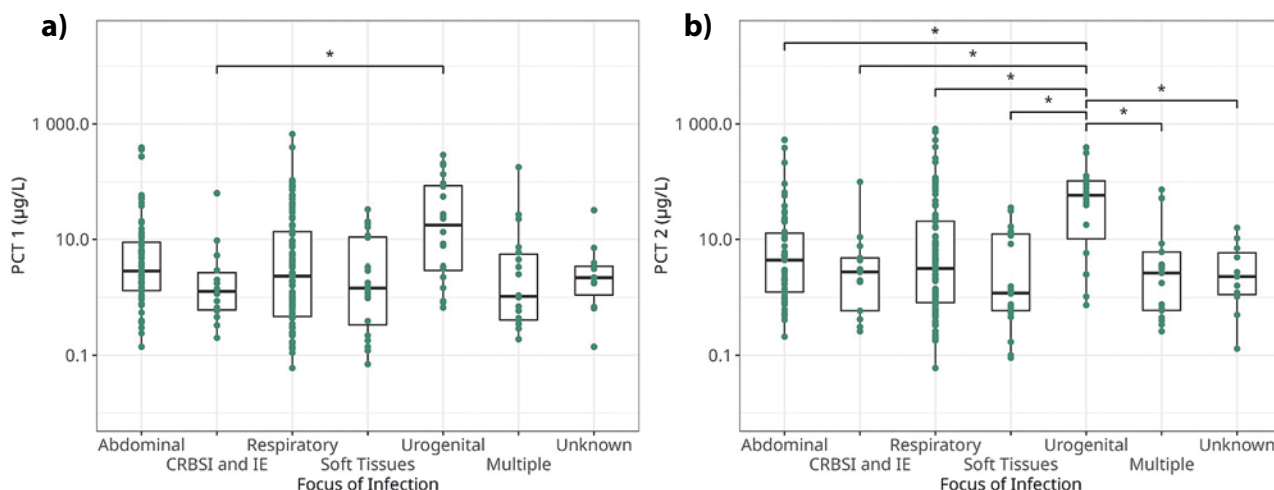 a)
*
1 000.0
10.0
0.1
PCT 1 (µg/L)
Abdominal
CRBSI and IE
Respiratory
Soft Tissues
Urogenital
Multiple
Unknown
Focus of Infection
b)
*
*
*
*
*
*
1 000.0
10.0
0.1
PCT 2 (µg/L)
Abdominal
CRBSI and IE
Respiratory
Soft Tissues
Urogenital
Multiple
Unknown
Focus of Infection